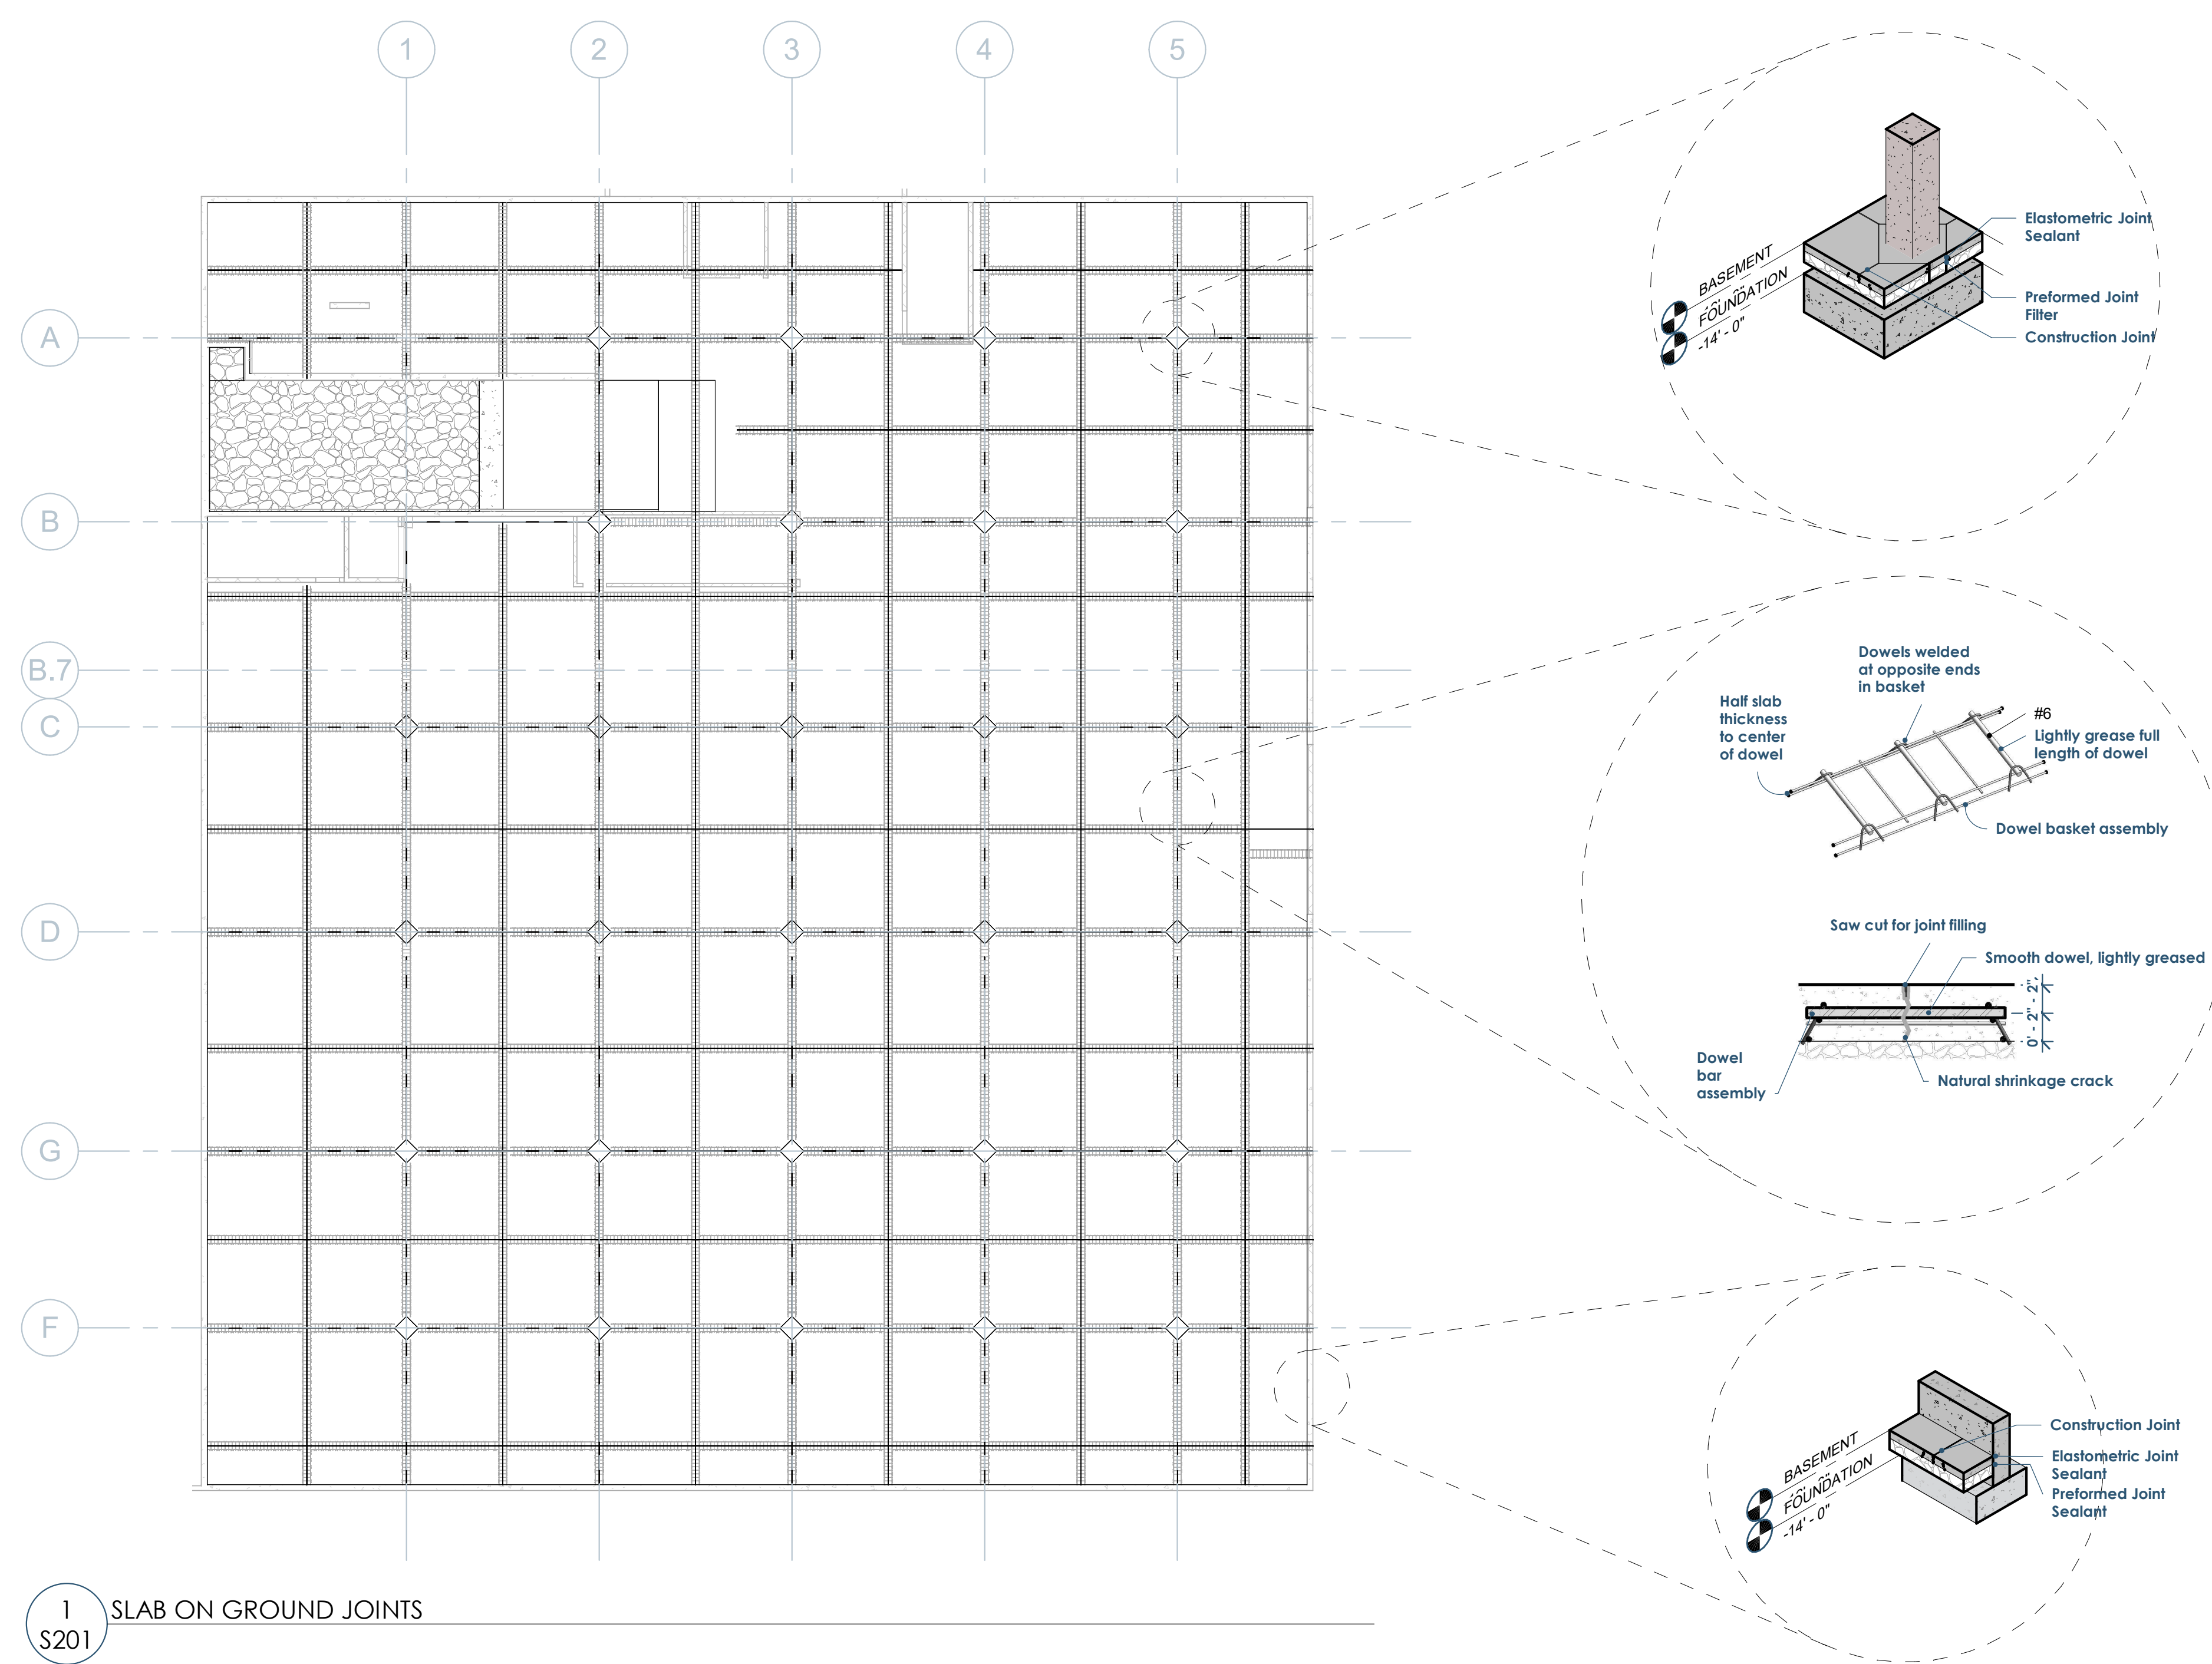 1
2
3
4
5
A
B
B.7
C
D
G
F
Elastometric Joint
Sealant
Preformed Joint
Filter
Construction Joint
BASEMENT
FOUNDATION
-14' - 0"
Dowels welded
at opposite ends
in basket
Half slab
thickness
to center
of dowel
#6
Lightly grease full
length of dowel
Dowel basket assembly
Saw cut for joint filling
Smooth dowel, lightly greased
0' - 2" - 2"
Dowel
bar
assembly
Natural shrinkage crack
Construction Joint
Elastometric Joint
Sealant
Preformed Joint
Sealant
BASEMENT
FOUNDATION
-14' - 0"
1
S201
SLAB ON GROUND JOINTS